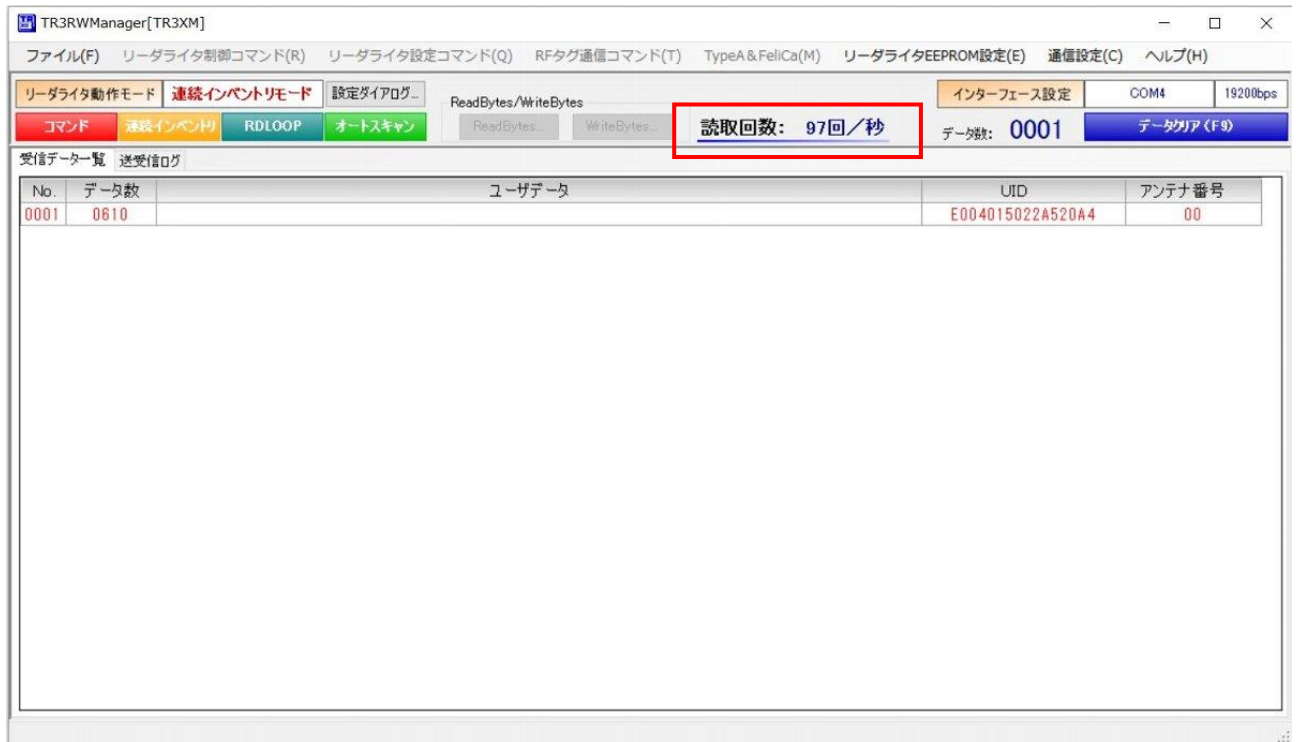 TR3RWManager[TR3XM]
ファイル(F) リーダライタ制御コマンド(R) リーダライタ設定コマンド(Q) RFタグ通信コマンド(T) TypeA&FeliCa(M) リーダライタEEPROM設定(E) 通信設定(C) ヘルプ(H)
リーダライタ動作モード 連続インベントリモード 設定ダイアログ... ReadBytes/WriteBytes インターフェース設定 COM4 19200bps
コマンド 連続インベントリ RDLOOP オートスキャン ReadBytes... WriteBytes... 読取回数: 97回/秒 データ数: 0001 データクリア(F9)
受信データ一覧 送受信ログ
No. データ数 ユーザデータ UID アンテナ番号
0001 0610 E004015022A520A4 00